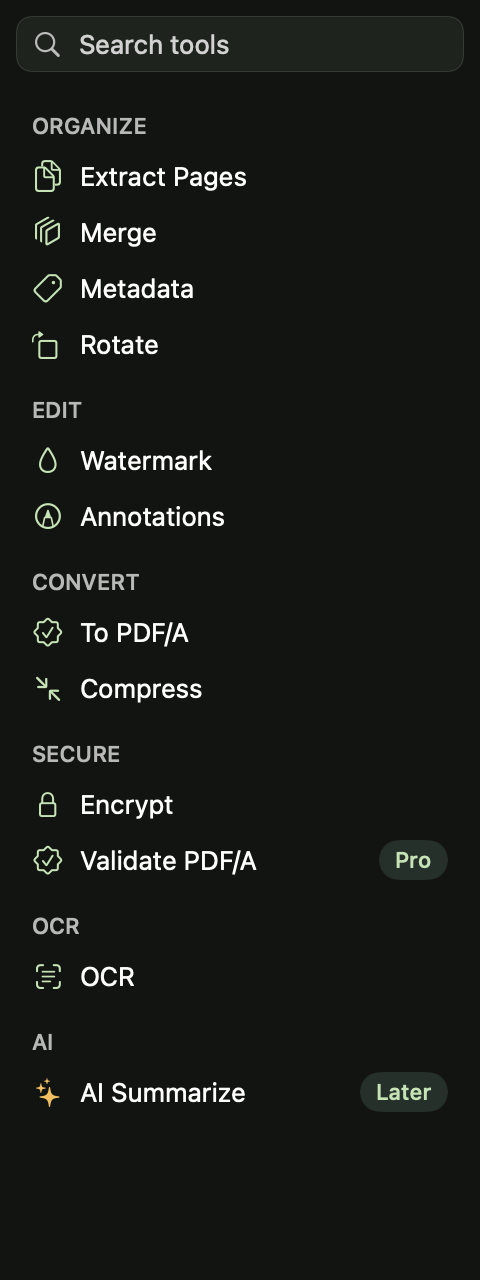 Search tools
ORGANIZE
Extract Pages
Merge
Metadata
Rotate
EDIT
Watermark
Annotations
CONVERT
To PDF/A
Compress
SECURE
Encrypt
Validate PDF/A Pro
OCR
OCR
AI
AI Summarize Later